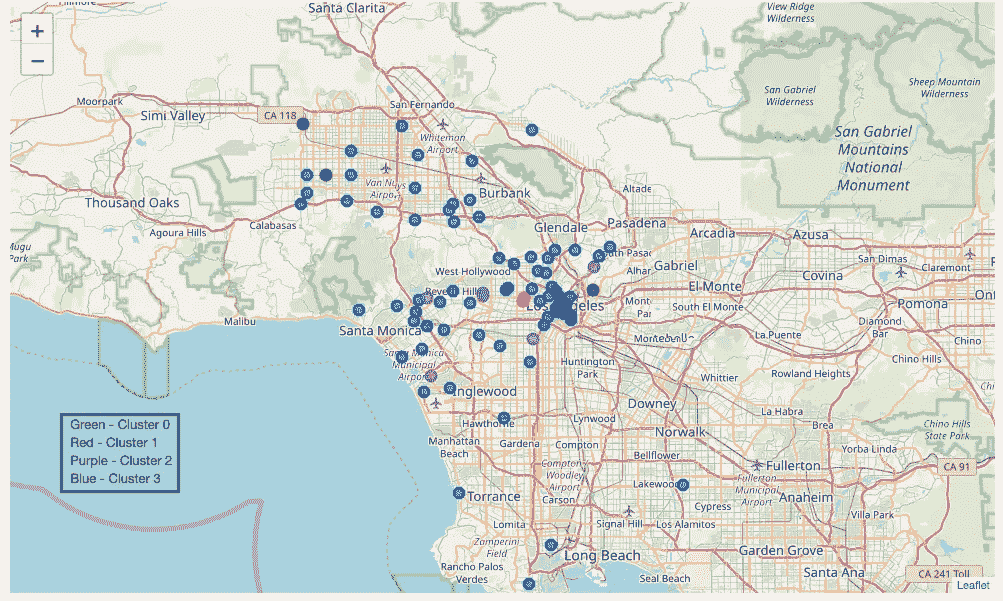 Fillmore
Santa Clarita
View Ridge
Wilderness
+
−
Moorpark
Simi Valley
CA 118
San Fernando
Whiteman
Airport
San Gabriel
Wilderness
Sheep Mountain
Wilderness
San Gabriel
Mountains
National
Monument
Van Nuys
Airport
Burbank
Thousand Oaks
Agoura Hills
Calabasas
Mugu
Park
Glendale
Pasadena
Arcadia
Azusa
San Dimas
Claremont
West Hollywood
Gabriel
El Monte
Covina
Pomona
Los Angeles
South El Monte
Malibu
Santa Monica
Santa Monica
Municipal
Airport
Huntington
Park
Montebello
La Puente
Diamond
Bar
Chino
Chino Hills
Whittier
Rowland Heights
Inglewood
Downey
Hawthorne
Lynwood
La Habra
Brea
Chino Hills
State Park
Green - Cluster 0
Red - Cluster 1
Purple - Cluster 2
Blue - Cluster 3
Manhattan
Beach
Gardena
Compton
Norwalk
Bellflower
Yorba Linda
CA 91
Compton
Woodley
Airport
Fullerton
Fullerton
Municipal
Airport
Anaheim
Lakewood
Torrance
Carson
Cypress
Villa Park
Lomita
Signal Hill
Los Alamitos
Zamperini
Field
Long Beach
Garden Grove
Rancho Palos
Verdes
Seal Beach
Santa Ana
CA 241 Toll
Leaflet